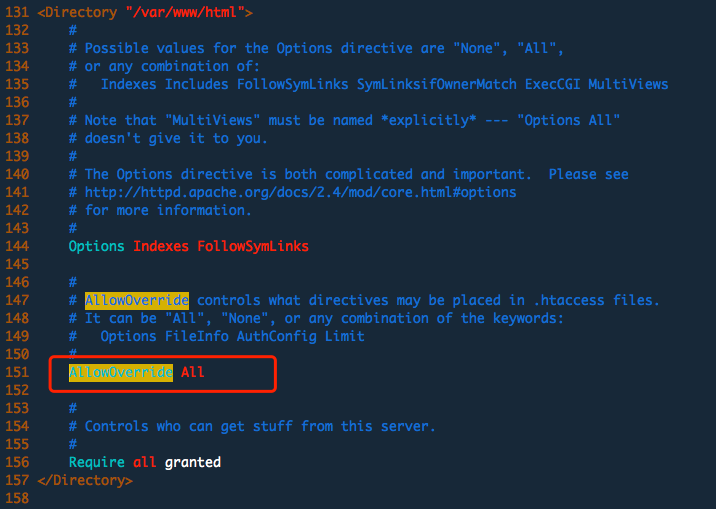 131 <Directory "/var/www/html">
132     #
133     # Possible values for the Options directive are "None", "All",
134     # or any combination of:
135     #   Indexes Includes FollowSymLinks SymLinksifOwnerMatch ExecCGI MultiViews
136     #
137     # Note that "MultiViews" must be named *explicitly* --- "Options All"
138     # doesn't give it to you.
139     #
140     # The Options directive is both complicated and important.  Please see
141     # http://httpd.apache.org/docs/2.4/mod/core.html#options
142     # for more information.
143     #
144     Options Indexes FollowSymLinks
145
146     #
147     # AllowOverride controls what directives may be placed in .htaccess files.
148     # It can be "All", "None", or any combination of the keywords:
149     #   Options FileInfo AuthConfig Limit
150     #
151     AllowOverride All
152
153     #
154     # Controls who can get stuff from this server.
155     #
156     Require all granted
157 </Directory>
158